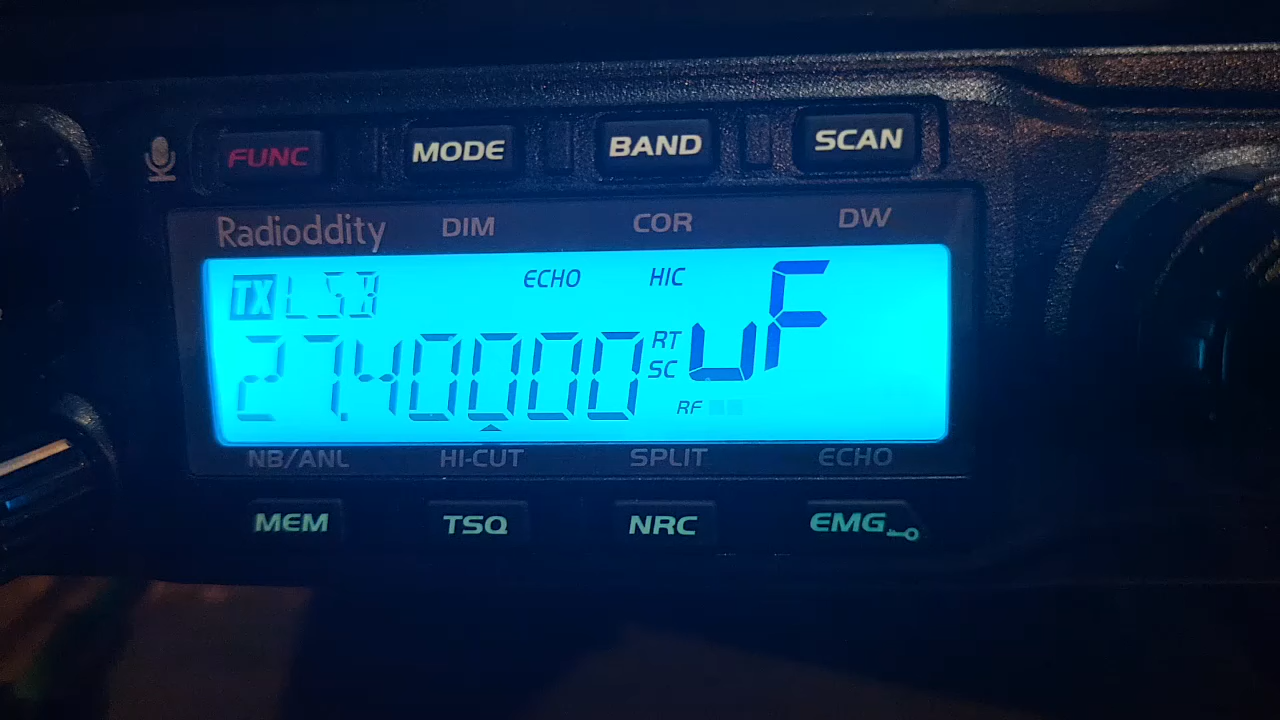 FUNC MODE BAND SCAN
Radioddity DIM COR DW
TX LSB ECHO HIC
27.40000 RT SC uF
RF
NB/ANL HI-CUT SPLIT ECHO
MEM TSQ NRC EMG